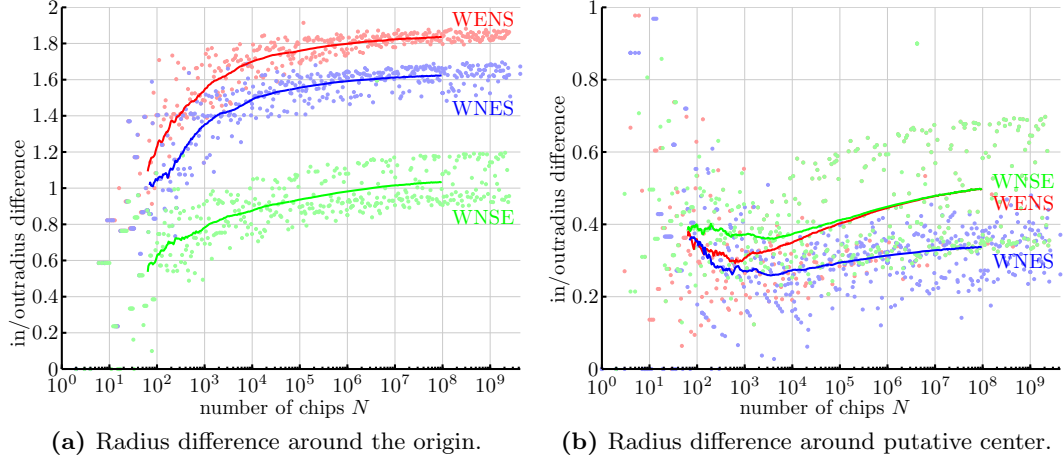 2
1.8
1.6
1.4
1.2
1
0.8
0.6
0.4
0.2
0
in/outradius difference
WENS
WNES
WNSE
10^0 10^1 10^2 10^3 10^4 10^5 10^6 10^7 10^8 10^9
number of chips N
(a) Radius difference around the origin.
1
0.8
0.6
0.4
0.2
0
in/outradius difference
WNSE
WENS
WNES
10^0 10^1 10^2 10^3 10^4 10^5 10^6 10^7 10^8 10^9
number of chips N
(b) Radius difference around putative center.